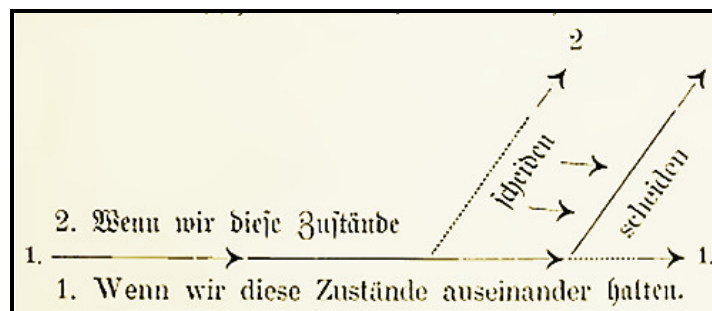 2
scheiden
scheiden
2. Wenn wir diese Zustände
1.
1.
1. Wenn wir diese Zustände auseinander halten.